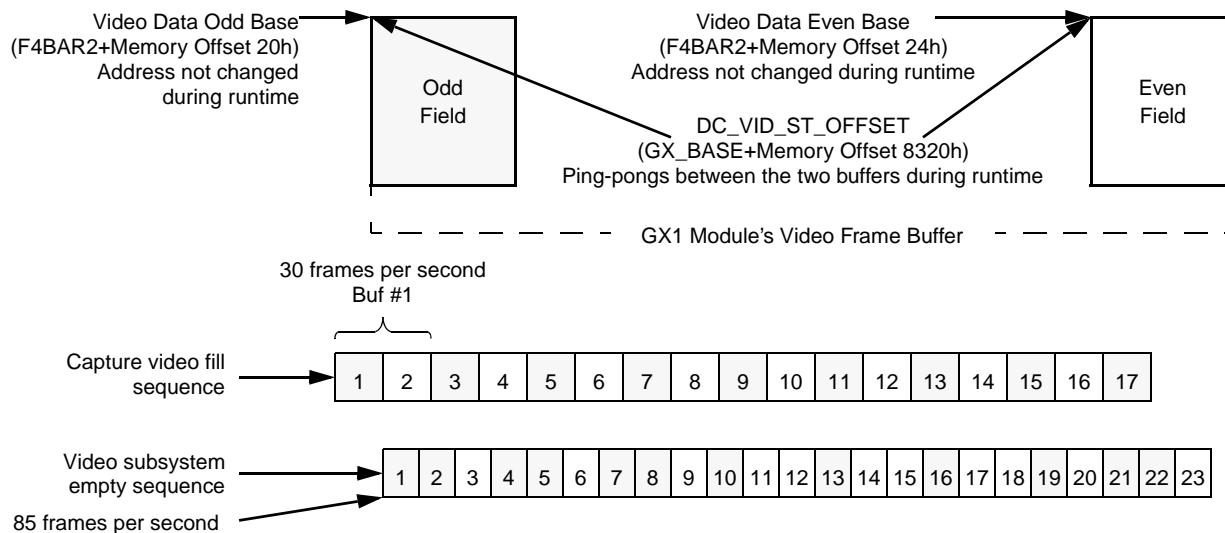 Video Data Odd Base
(F4BAR2+Memory Offset 20h)
Address not changed
during runtime
Odd
Field
Video Data Even Base
(F4BAR2+Memory Offset 24h)
Address not changed during runtime
Even
Field
DC_VID_ST_OFFSET
(GX_BASE+Memory Offset 8320h)
Ping-pongs between the two buffers during runtime
GX1 Module's Video Frame Buffer
30 frames per second
Buf #1
Capture video fill
sequence
1 2 3 4 5 6 7 8 9 10 11 12 13 14 15 16 17
Video subsystem
empty sequence
1 2 3 4 5 6 7 8 9 10 11 12 13 14 15 16 17 18 19 20 21 22 23
85 frames per second